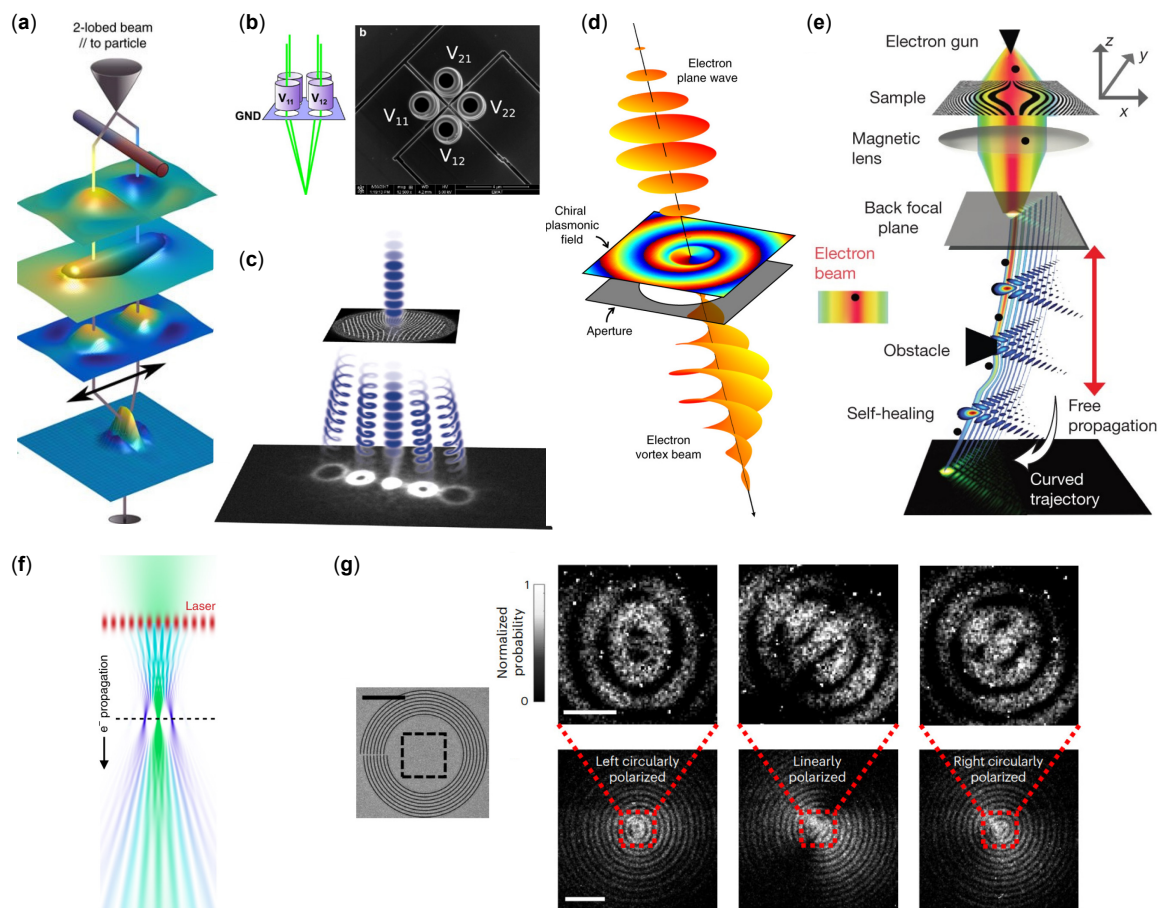 (a)
2-lobed beam
// to particle
(b)
V11
V12
GND
b
V21
V11
V22
V12
(c)
(d)
Electron
plane wave
Chiral
plasmonic
field
Aperture
Electron
vortex beam
(e)
Electron gun
z
y
x
Sample
Magnetic
lens
Back focal
plane
Electron
beam
Obstacle
Self-healing
Free
propagation
Curved
trajectory
(f)
Laser
e⁻ propagation
(g)
1
Normalized
probability
0
Left circularly
polarized
Linearly
polarized
Right circularly
polarized